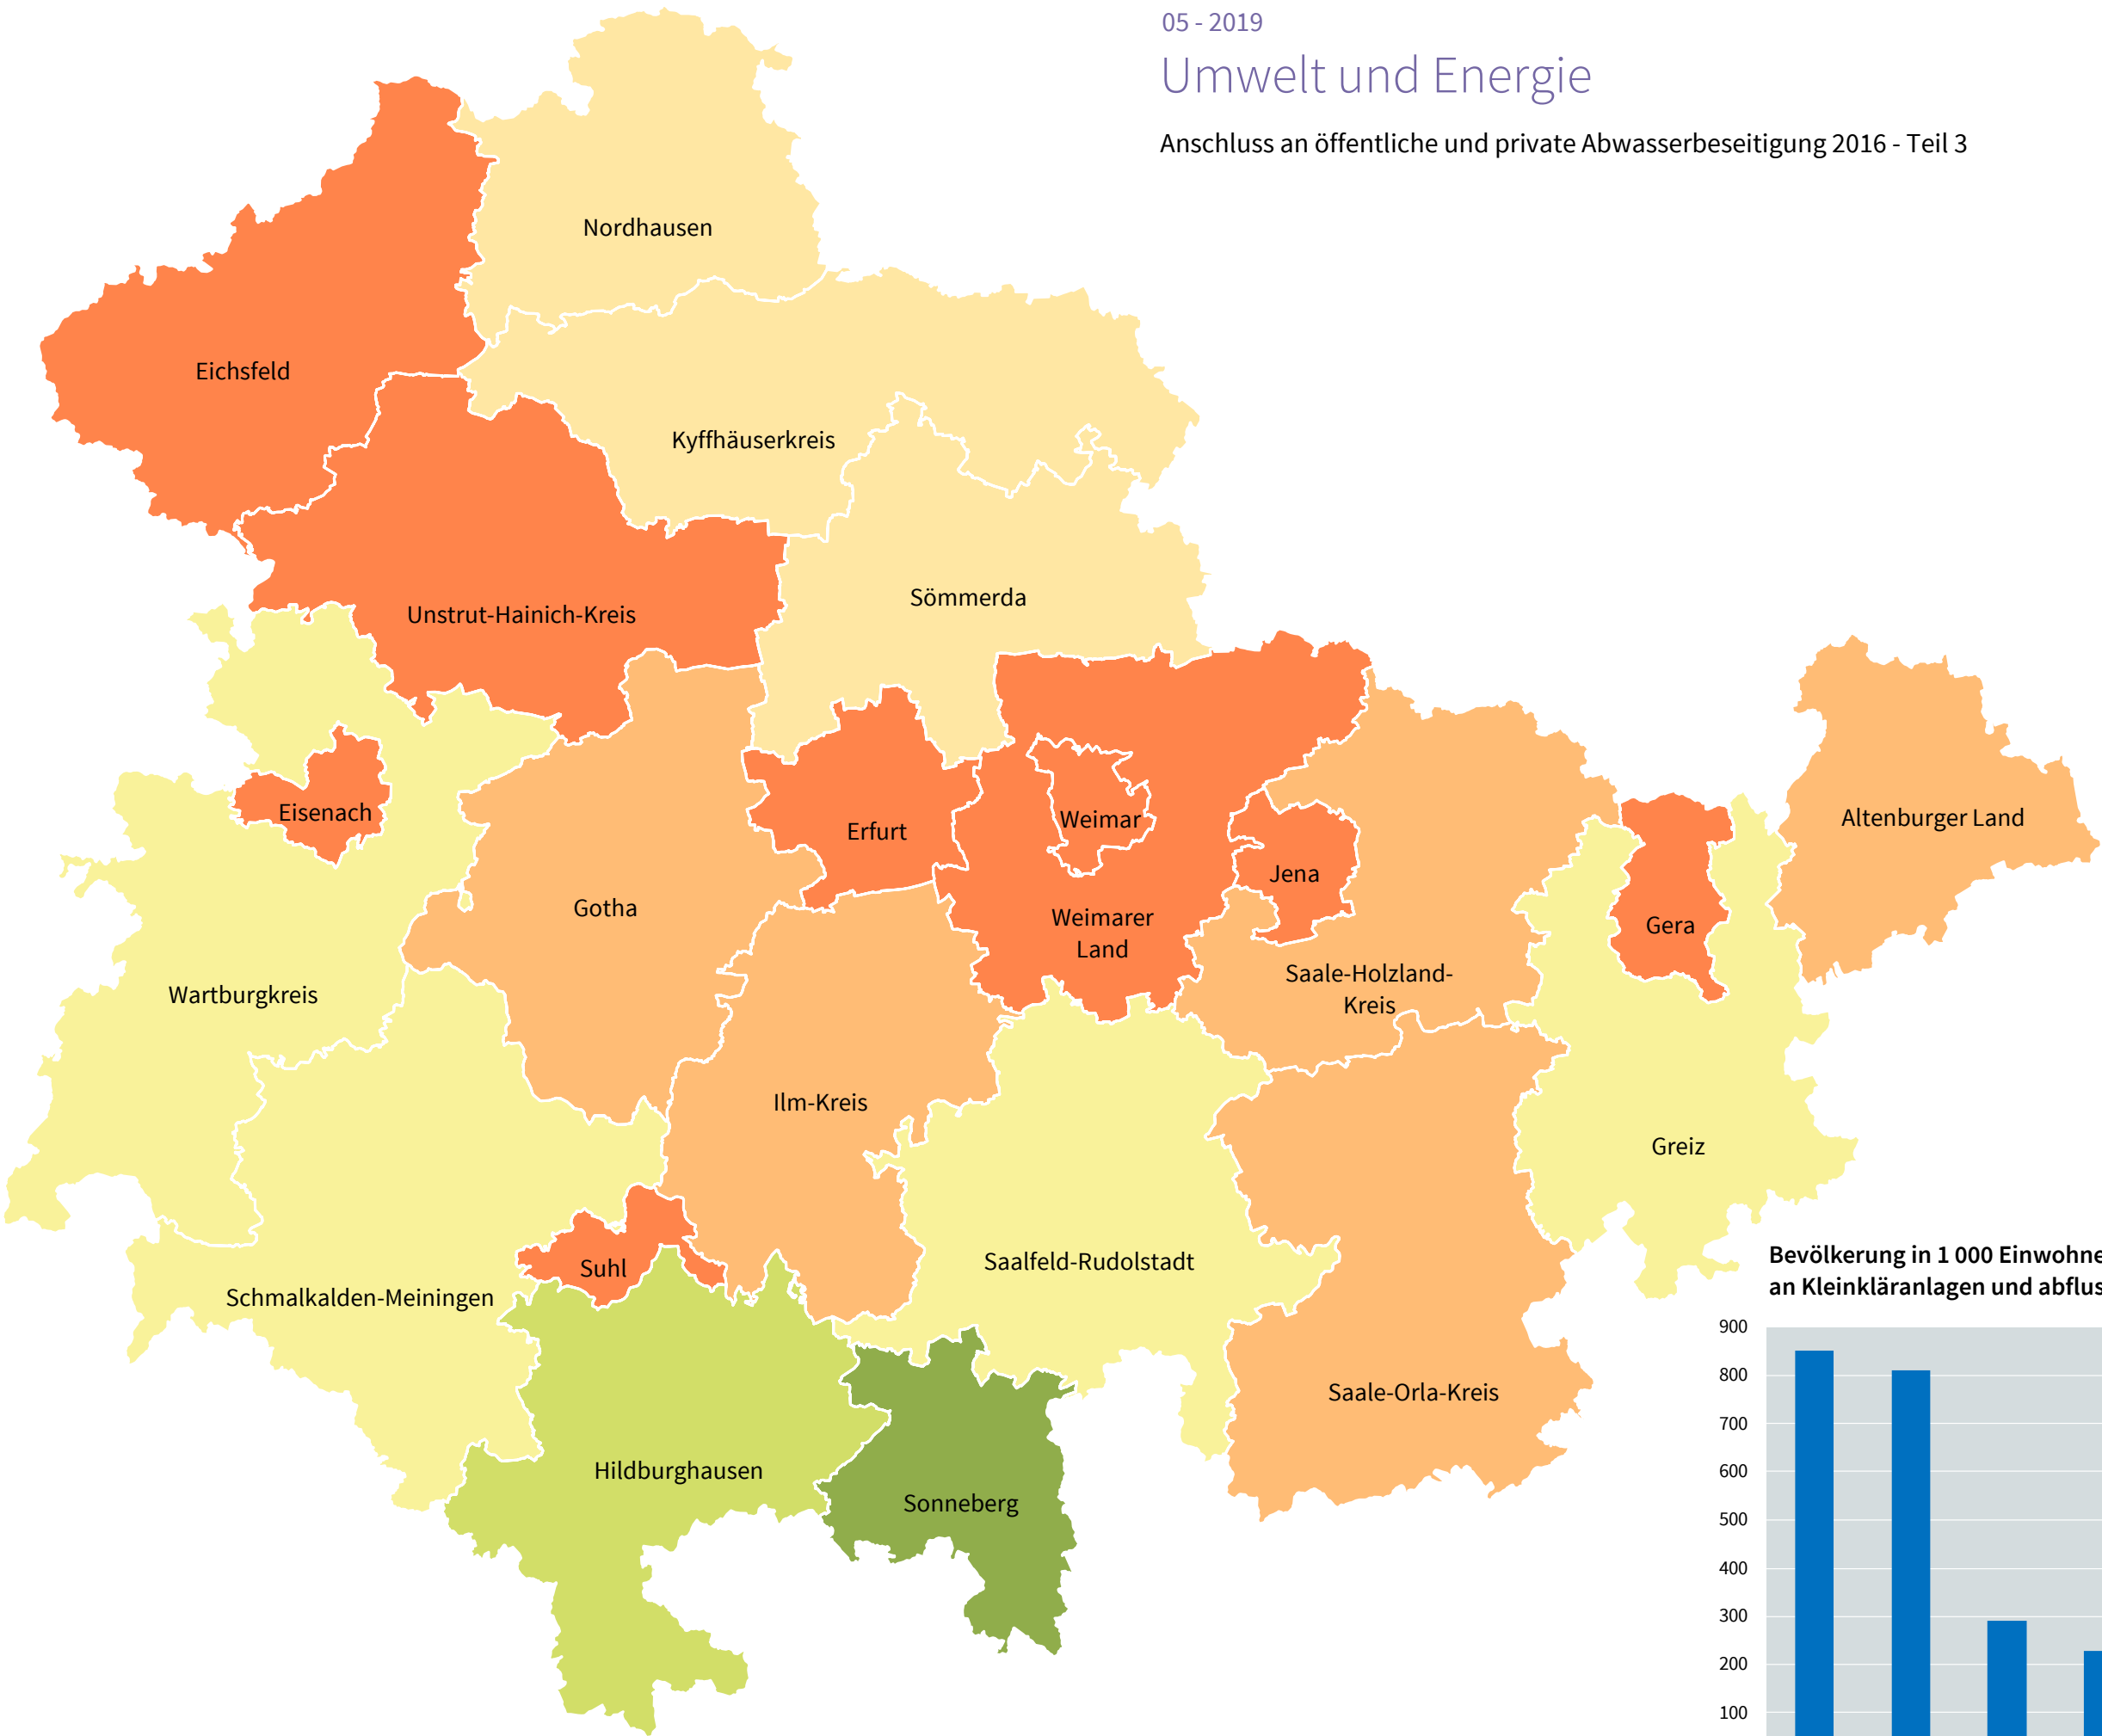 05 - 2019
Umwelt und Energie
Anschluss an öffentliche und private Abwasserbeseitigung 2016 - Teil 3
Nordhausen
Eichsfeld
Kyffhäuserkreis
Sömmerda
Unstrut-Hainich-Kreis
Eisenach
Erfurt
Weimar
Altenburger Land
Jena
Gotha
Weimarer
Land
Gera
Saale-Holzland-
Kreis
Wartburgkreis
Ilm-Kreis
Greiz
Suhl
Saalfeld-Rudolstadt
Schmalkalden-Meiningen
Saale-Orla-Kreis
Hildburghausen
Sonneberg
Bevölkerung in 1 000 Einwohne
an Kleinkläranlagen und abflus
900
800
700
600
500
400
300
200
100